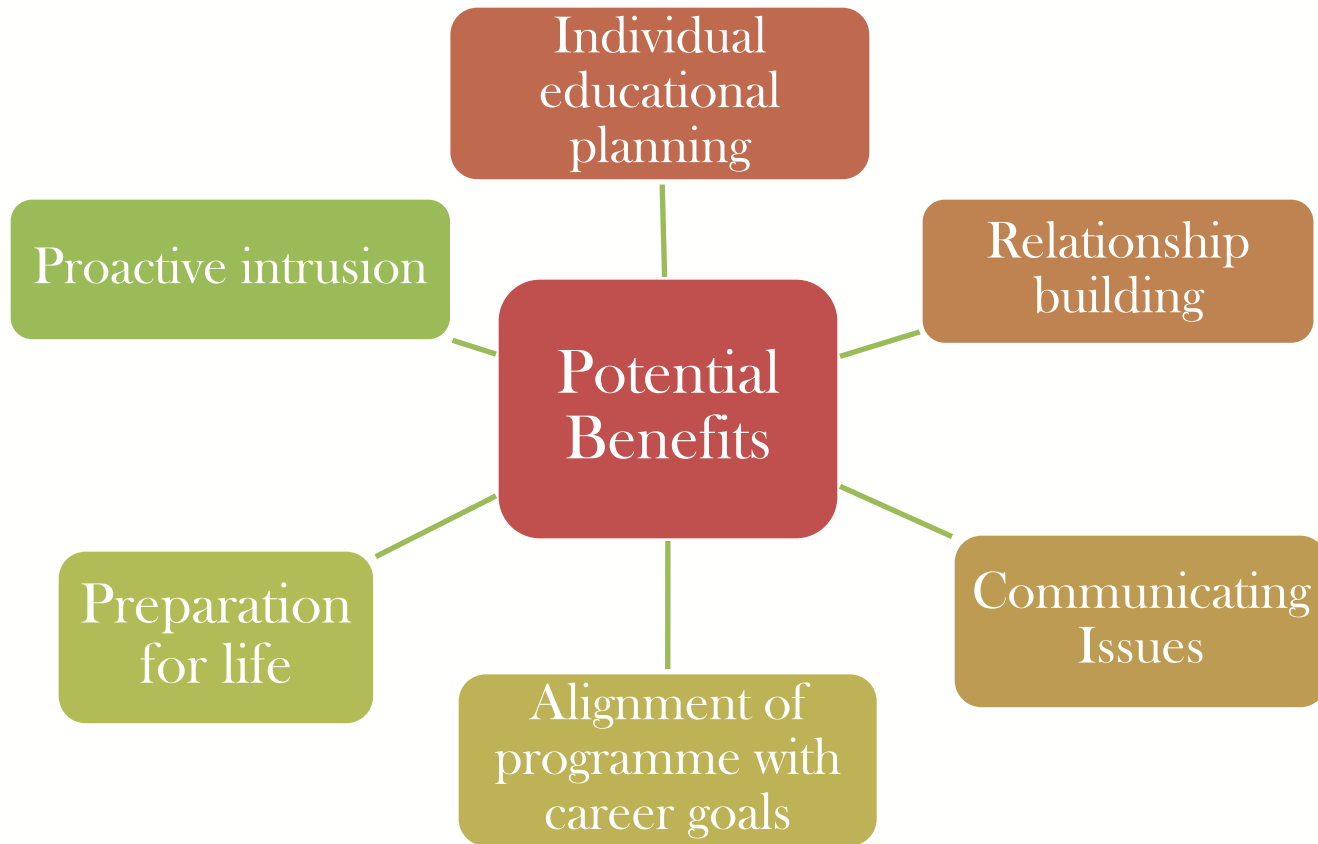 Individual
educational
planning
Proactive intrusion
Relationship
building
Potential
Benefits
Preparation
for life
Communicating
Issues
Alignment of
programme with
career goals